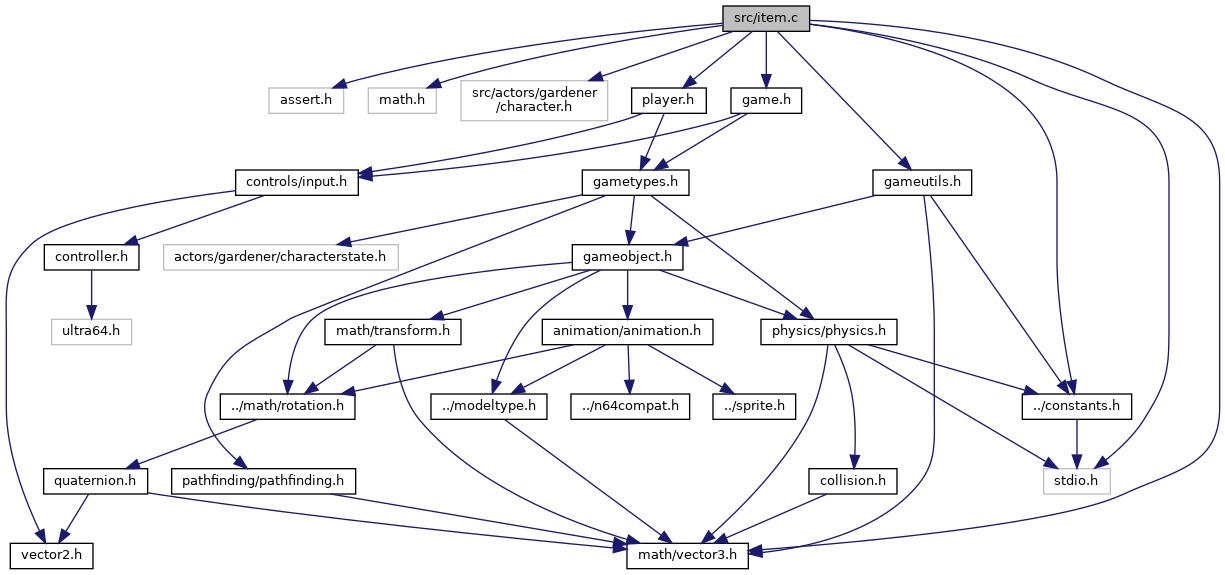 src/item.c
assert.h
math.h
src/actors/gardener
/character.h
player.h
game.h
controls/input.h
gametypes.h
gameutils.h
controller.h
actors/gardener/characterstate.h
gameobject.h
ultra64.h
math/transform.h
animation/animation.h
physics/physics.h
../math/rotation.h
../modeltype.h
../n64compat.h
../sprite.h
../constants.h
quaternion.h
pathfinding/pathfinding.h
collision.h
stdio.h
vector2.h
math/vector3.h